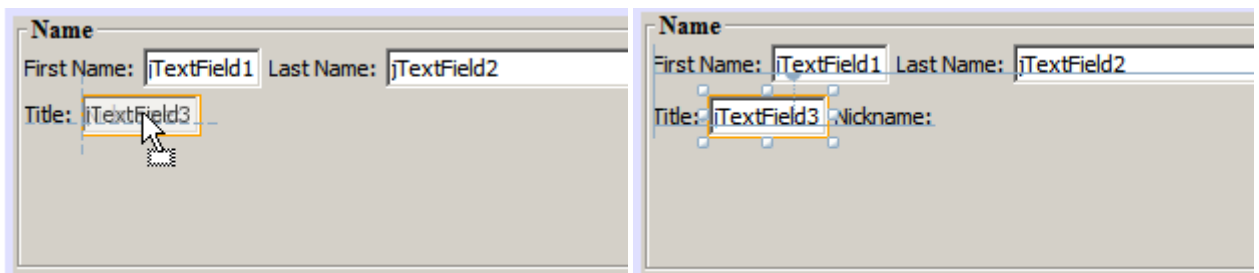 Name
First Name: jTextField1 Last Name: jTextField2
Title: jTextField3
Name
First Name: jTextField1 Last Name: jTextField2
Title: jTextField3 Nickname: